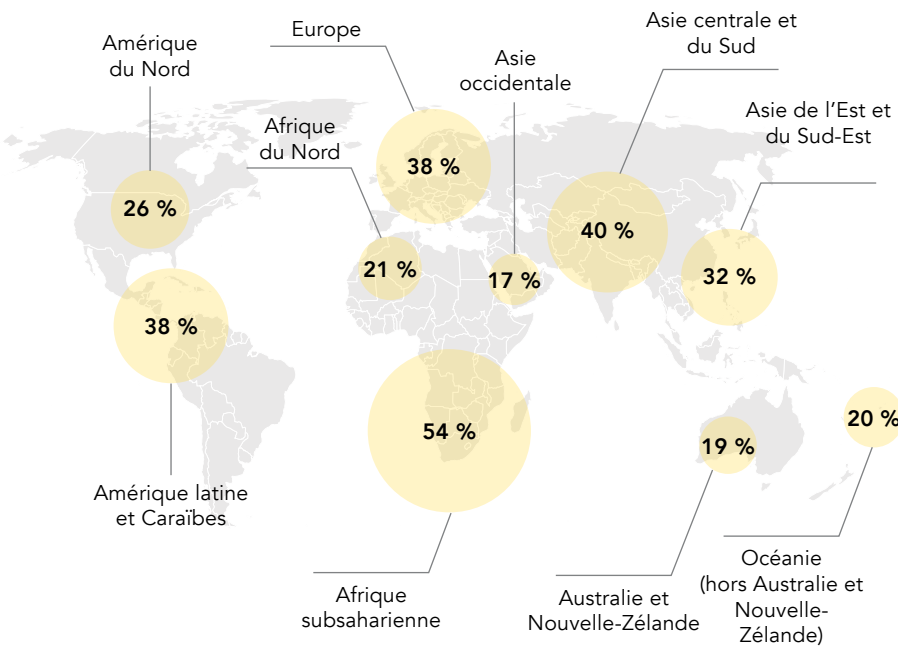 Amérique
du Nord
26 %
Europe
38 %
Asie
occidentale
17 %
Asie centrale et
du Sud
40 %
Asie de l’Est et
du Sud-Est
32 %
Afrique
du Nord
21 %
38 %
Amérique latine
et Caraïbes
54 %
Afrique
subsaharienne
19 %
Australie et
Nouvelle-Zélande
20 %
Océanie
(hors Australie et
Nouvelle-
Zélande)